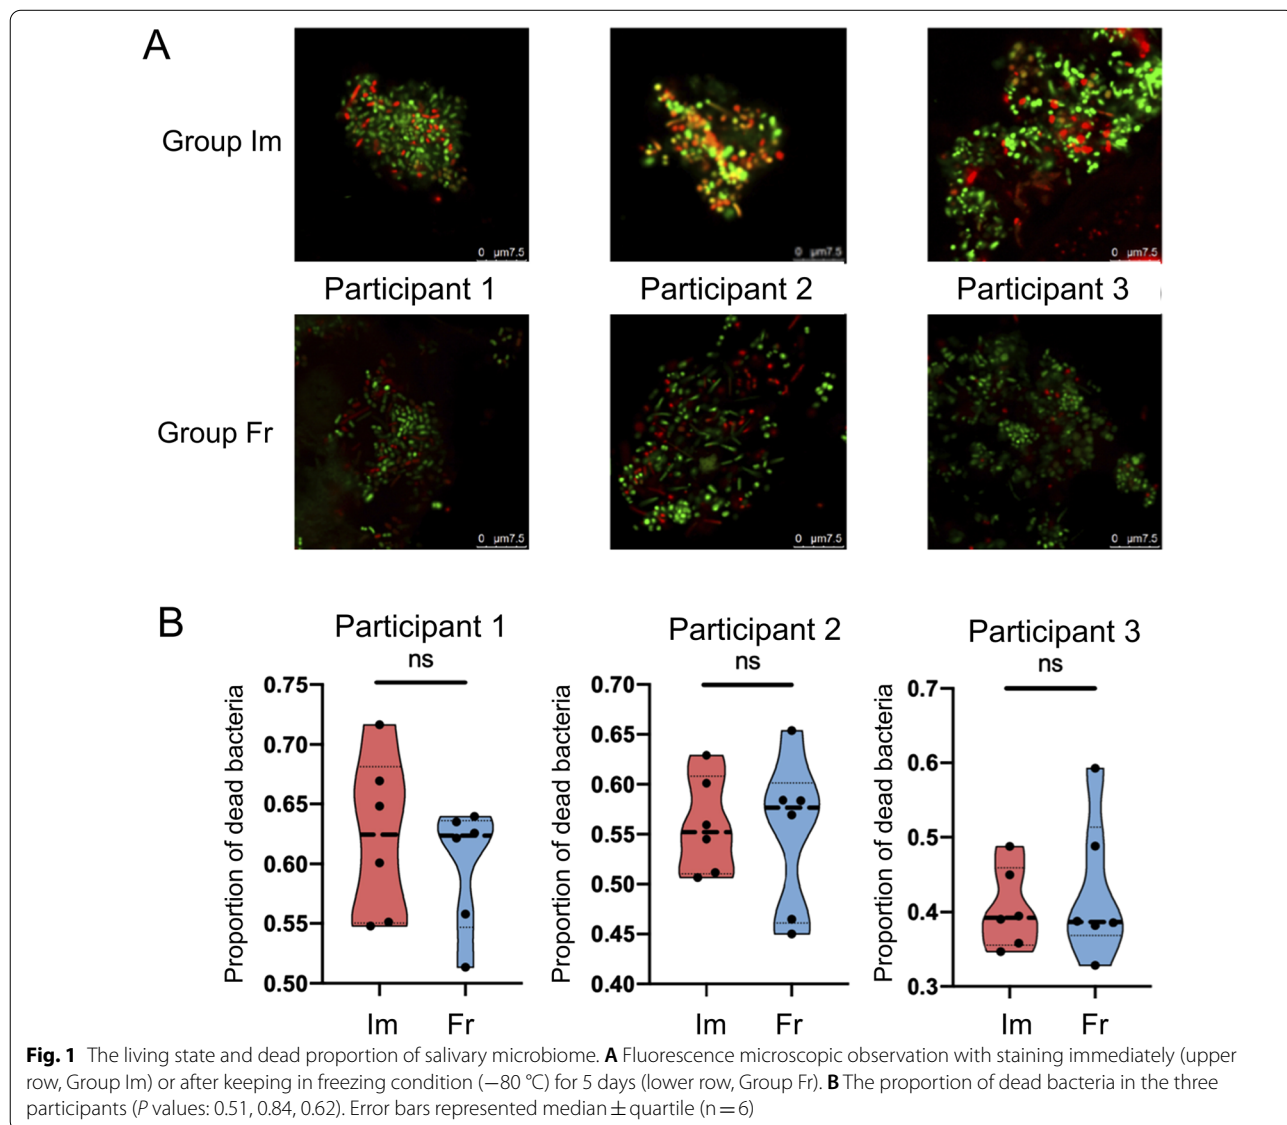 A
Group Im
0 µm7.5
0 µm7.5
0 µm7.5
Participant 1
Participant 2
Participant 3
Group Fr
0 µm7.5
0 µm7.5
0 µm7.5
B
Participant 1
ns
Proportion of dead bacteria
0.75
0.70
0.65
0.60
0.55
0.50
Im
Fr
Participant 2
ns
Proportion of dead bacteria
0.70
0.65
0.60
0.55
0.50
0.45
0.40
Im
Fr
Participant 3
ns
Proportion of dead bacteria
0.7
0.6
0.5
0.4
0.3
Im
Fr
Fig. 1 The living state and dead proportion of salivary microbiome. A Fluorescence microscopic observation with staining immediately (upper
row, Group Im) or after keeping in freezing condition (−80 °C) for 5 days (lower row, Group Fr). B The proportion of dead bacteria in the three
participants (P values: 0.51, 0.84, 0.62). Error bars represented median ± quartile (n = 6)